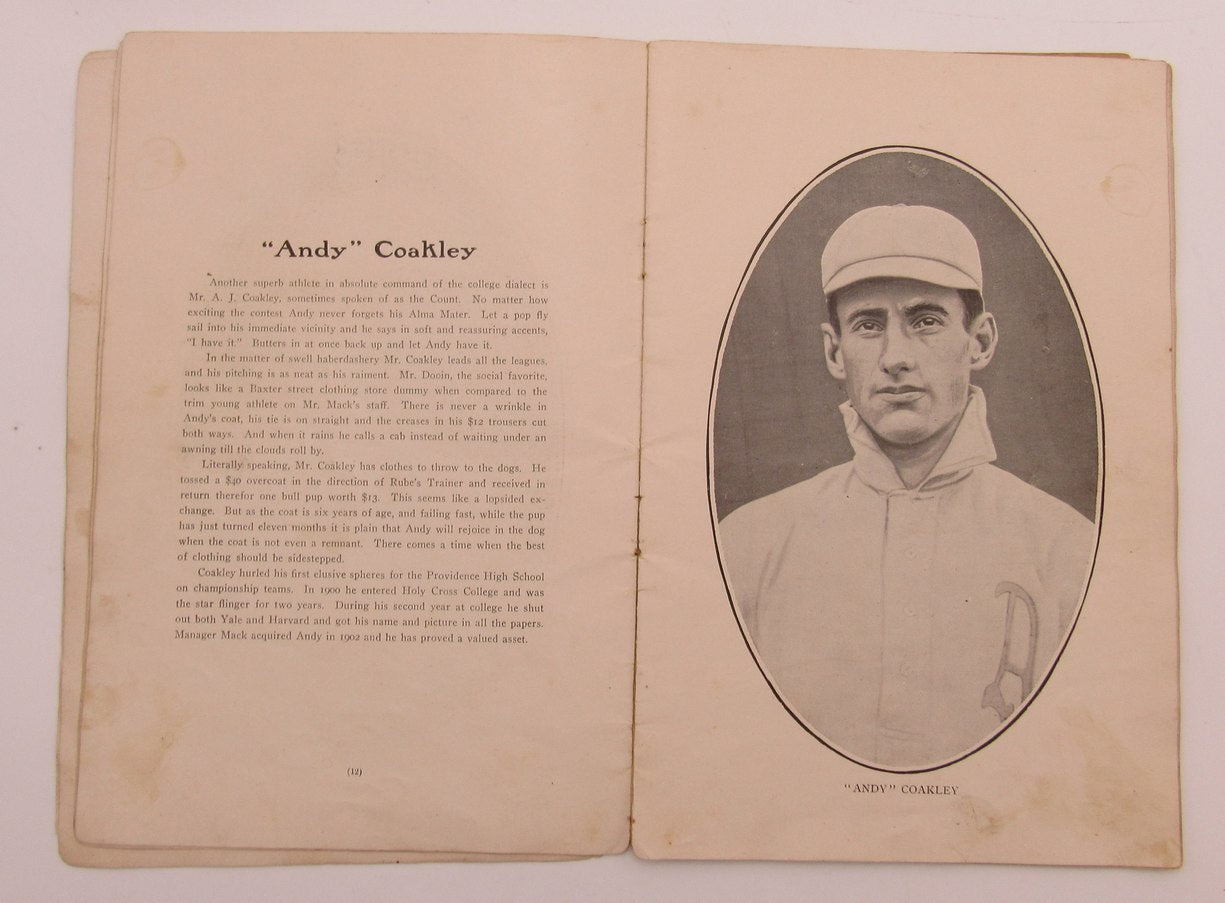 “Andy” Coakley
Another superb athlete in absolute command of the college dialect is
Mr. A. J. Coakley, sometimes spoken of as the Count. No matter how
exciting the contest Andy never forgets his Alma Mater. Let a pop fly
sail into his immediate vicinity and he says in soft and reassuring accents,
"I have it." Butters in at once back up and let Andy have it.
In the matter of swell haberdashery Mr. Coakley leads all the leagues,
and his pitching is as neat as his raiment. Mr. Dooin, the social favorite,
looks like a Baxter street clothing store dummy when compared to the
trim young athlete on Mr. Mack's staff. There is never a wrinkle in
Andy's coat, his tie is on straight and the creases in his $12 trousers cut
both ways. And when it rains he calls a cab instead of waiting under an
awning till the clouds roll by.
Literally speaking, Mr. Coakley has clothes to throw to the dogs. He
tossed a $40 overcoat in the direction of Rube's Trainer and received in
return therefor one bull pup worth $13. This seems like a lopsided ex-
change. But as the coat is six years of age, and failing fast, while the pup
has just turned eleven months it is plain that Andy will rejoice in the dog
when the coat is not even a remnant. There comes a time when the best
of clothing should be sidestepped.
Coakley hurled his first elusive spheres for the Providence High School
on championship teams. In 1900 he entered Holy Cross College and was
the star flinger for two years. During his second year at college he shut
out both Yale and Harvard and got his name and picture in all the papers.
Manager Mack acquired Andy in 1902 and he has proved a valued asset.
(12)
A
“ANDY” COAKLEY